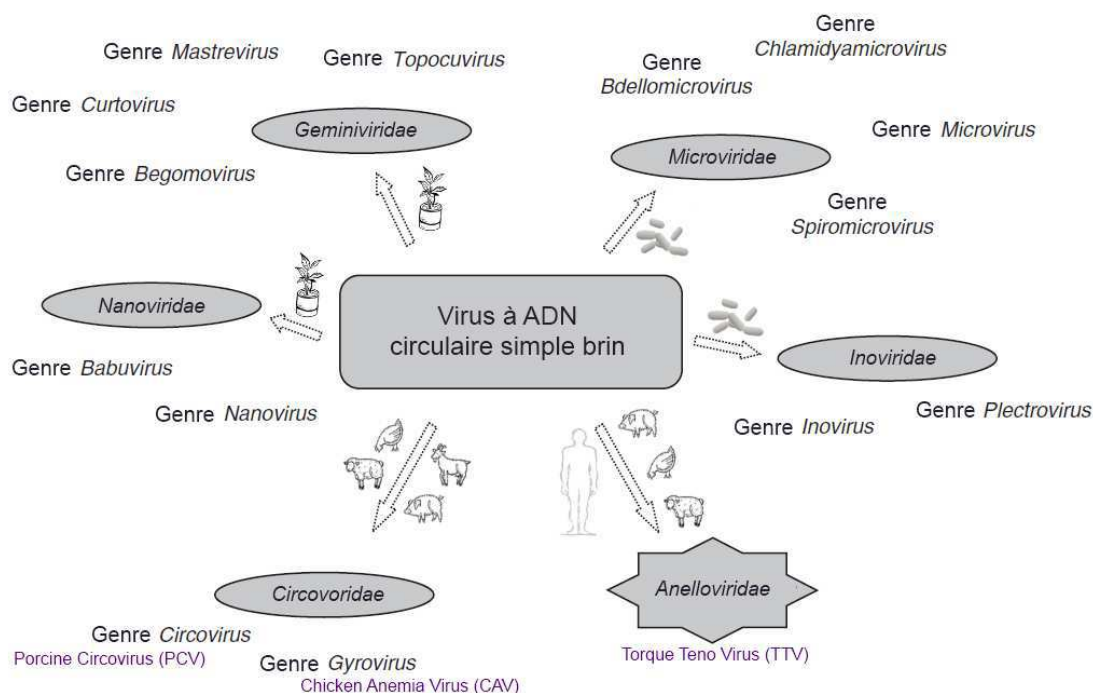 Genre Mastrevirus
Genre Topocuvirus
Genre Curtovirus
Geminiviridae
Genre Begomovirus
Genre
Chlamidyamicrovirus
Genre
Bdellomicrovirus
Genre Microvirus
Microviridae
Genre
Spiromicrovirus
Nanoviridae
Genre Babuvirus
Genre Nanovirus
Virus à ADN
circulaire simple brin
Inoviridae
Genre Plectrovirus
Genre Inovirus
Circovoridae
Genre Circovirus
Porcine Circovirus (PCV)
Genre Gyrovirus
Chicken Anemia Virus (CAV)
Anelloviridae
Torque Teno Virus (TTV)